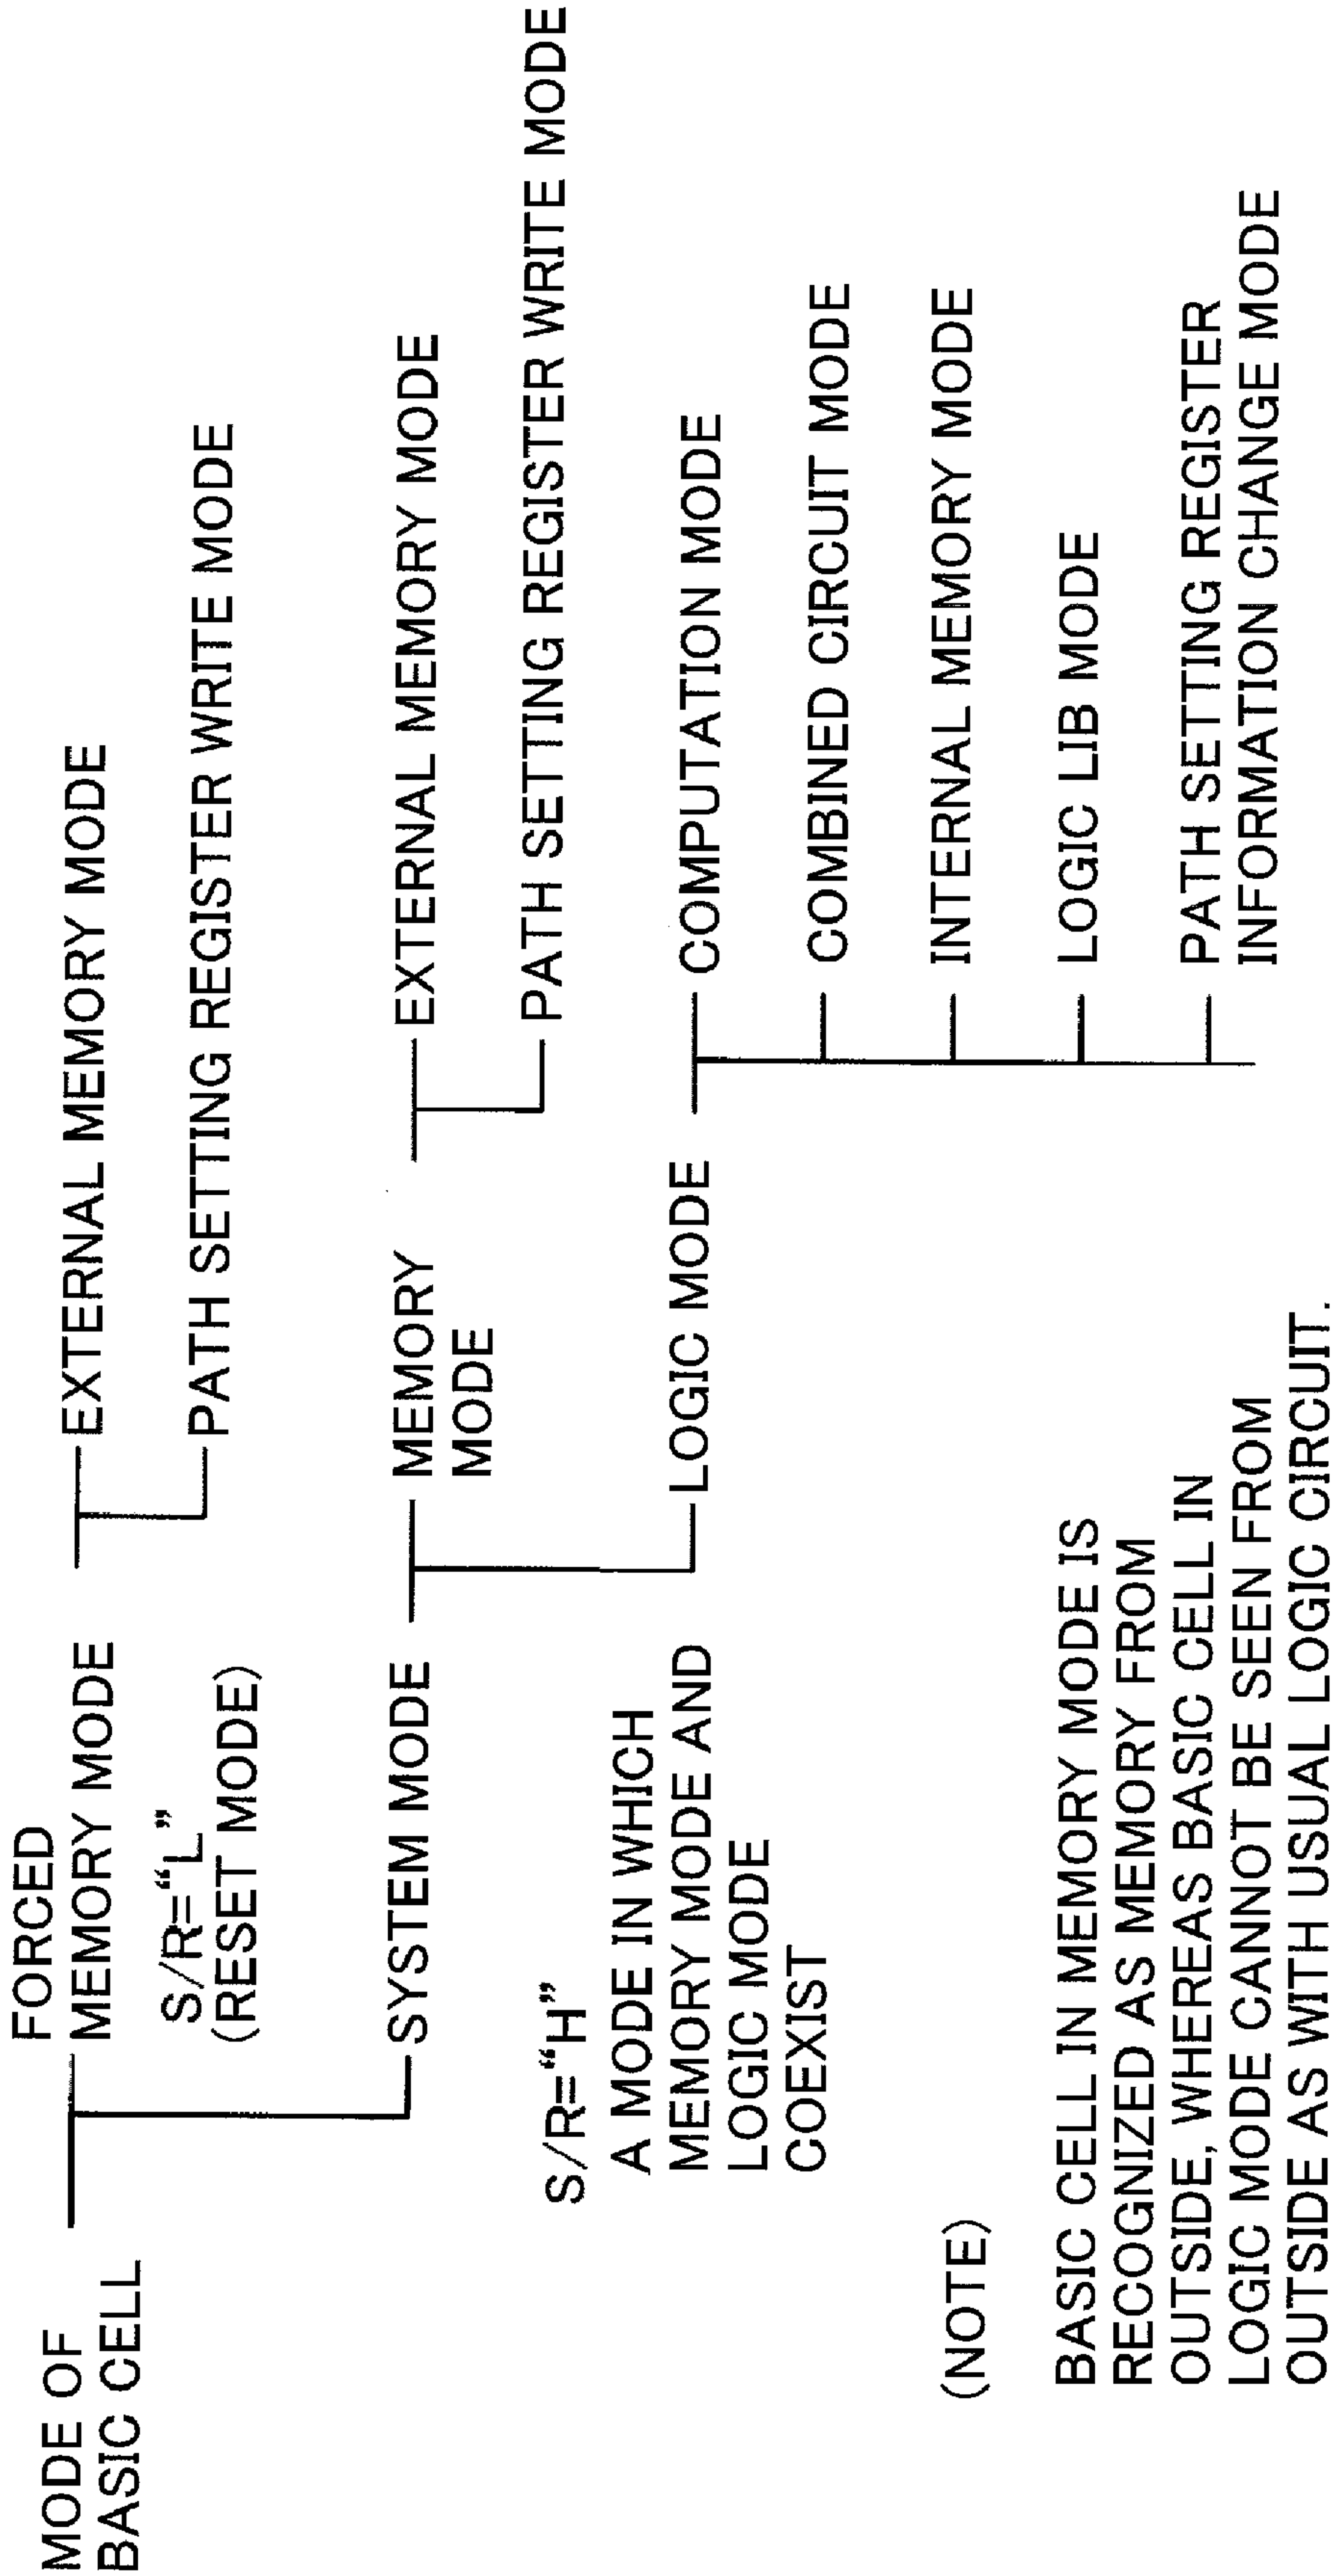 MODE OF
BASIC CELL
FORCED
MEMORY MODE
S/R=“L”
(RESET MODE)
EXTERNAL MEMORY MODE
PATH SETTING REGISTER WRITE MODE
SYSTEM MODE
S/R=“H”
A MODE IN WHICH
MEMORY MODE AND
LOGIC MODE
COEXIST
MEMORY
MODE
EXTERNAL MEMORY MODE
PATH SETTING REGISTER WRITE MODE
LOGIC MODE
COMPUTATION MODE
COMBINED CIRCUIT MODE
INTERNAL MEMORY MODE
LOGIC LIB MODE
PATH SETTING REGISTER
INFORMATION CHANGE MODE
(NOTE)
BASIC CELL IN MEMORY MODE IS
RECOGNIZED AS MEMORY FROM
OUTSIDE, WHEREAS BASIC CELL IN
LOGIC MODE CANNOT BE SEEN FROM
OUTSIDE AS WITH USUAL LOGIC CIRCUIT.